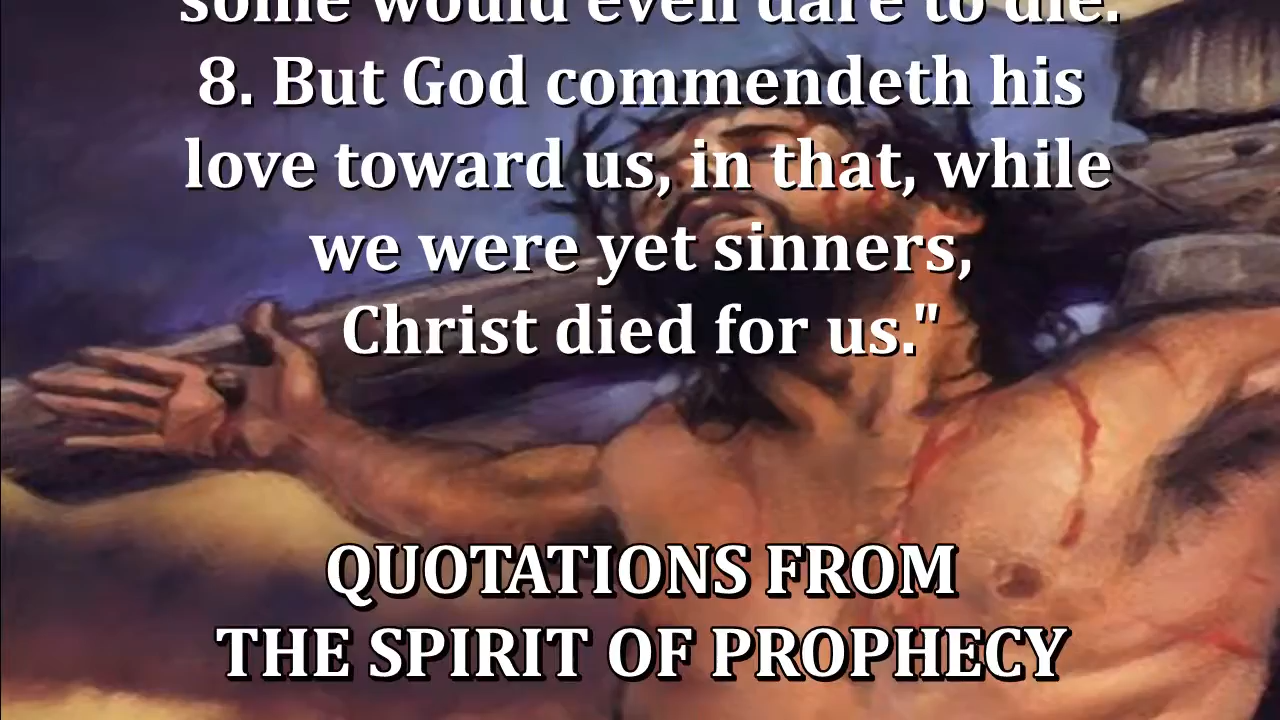 some would even dare to die.
8. But God commendeth his
love toward us, in that, while
we were yet sinners,
Christ died for us."
QUOTATIONS FROM
THE SPIRIT OF PROPHECY